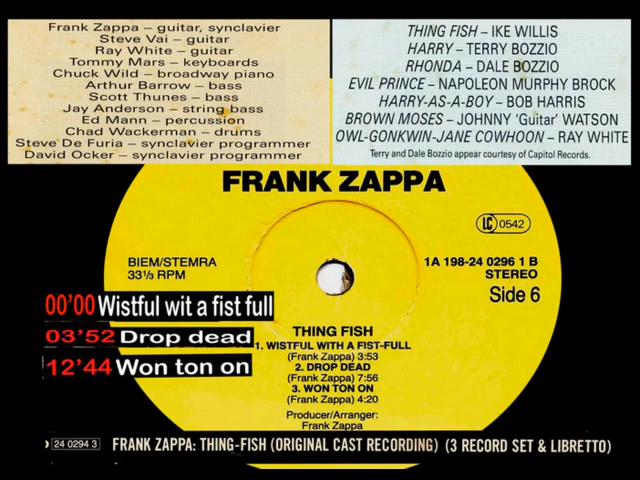 Frank Zappa – guitar, synclavier
Steve Vai – guitar
Ray White – guitar
Tommy Mars – keyboards
Chuck Wild – broadway piano
Arthur Barrow – bass
Scott Thunes – bass
Jay Anderson – string bass
Ed Mann – percussion
Chad Wackerman – drums
Steve De Furia – synclavier programmer
David Ocker – synclavier programmer
THING FISH – IKE WILLIS
HARRY – TERRY BOZZIO
RHONDA – DALE BOZZIO
EVIL PRINCE – NAPOLEON MURPHY BROCK
HARRY-AS-A-BOY – BOB HARRIS
BROWN MOSES – JOHNNY 'Guitar' WATSON
OWL-GONKWIN-JANE COWHOON – RAY WHITE
Terry and Dale Bozzio appear courtesy of Capitol Records.
FRANK ZAPPA
LC 0542
BIEM/STEMRA
33⅓ RPM
1A 198-24 0296 1 B
STEREO
Side 6
00'00 Wistful wit a fist full
03'52 Drop dead
12'44 Won ton on
THING FISH
1. WISTFUL WITH A FIST-FULL
(Frank Zappa) 3:53
2. DROP DEAD
(Frank Zappa) 7:56
3. WON TON ON
(Frank Zappa) 4:20
Producer/Arranger:
Frank Zappa
24 0294 3 FRANK ZAPPA: THING-FISH (ORIGINAL CAST RECORDING) (3 RECORD SET & LIBRETTO)